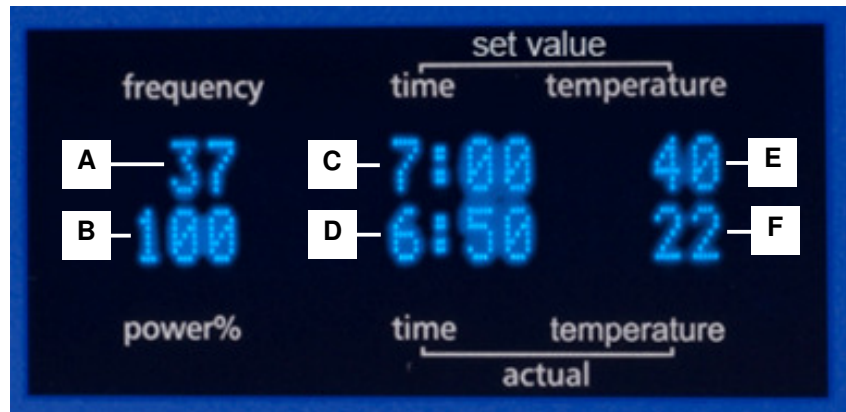 set value
frequency time temperature
A 37 C 7:00 40 E
B 100 D 6:50 22 F
power% time temperature
actual